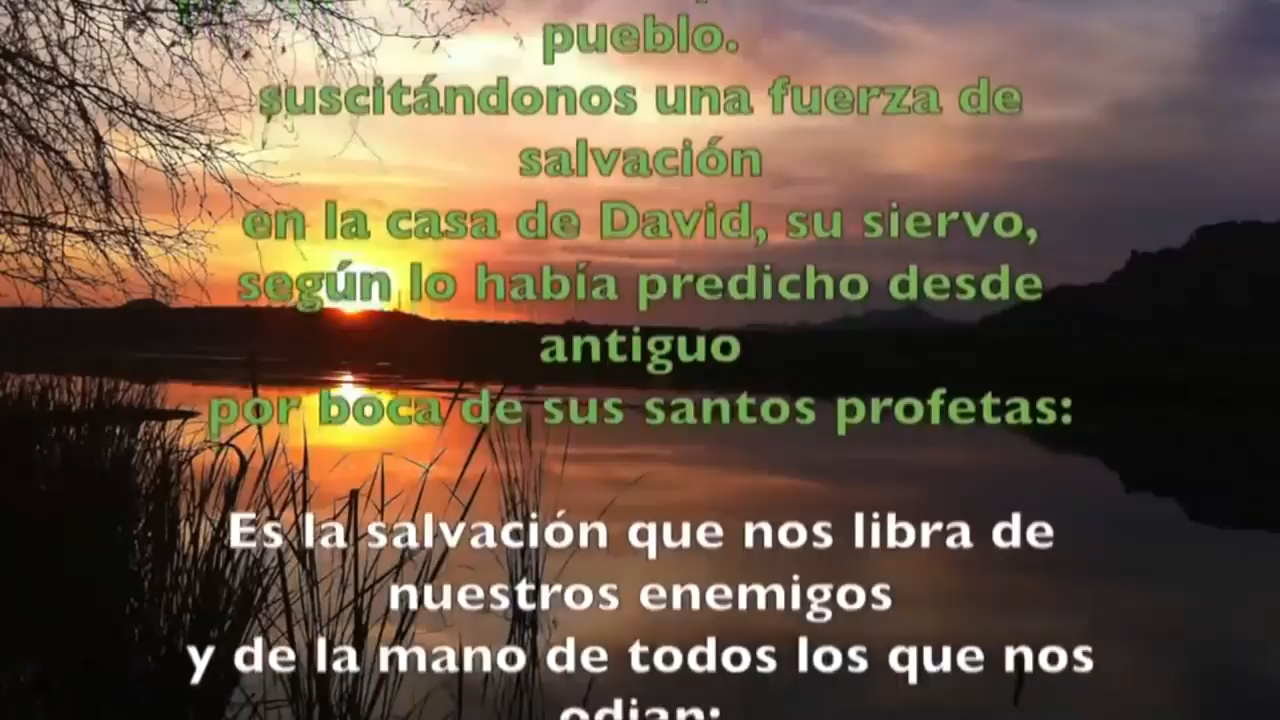 pueblo.
suscitándonos una fuerza de
salvación
en la casa de David, su siervo,
según lo había predicho desde
antiguo
por boca de sus santos profetas:
Es la salvación que nos libra de
nuestros enemigos
y de la mano de todos los que nos
odian;